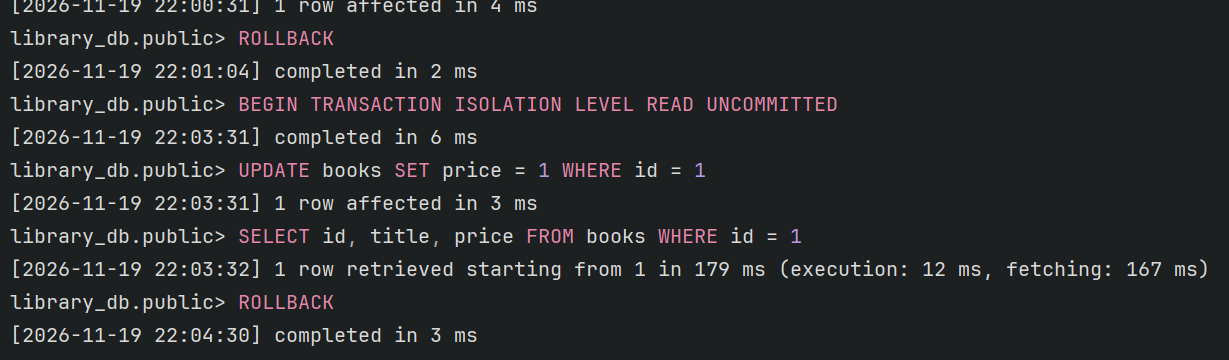 [2026-11-19 22:00:31] 1 row affected in 4 ms
library_db.public> ROLLBACK
[2026-11-19 22:01:04] completed in 2 ms
library_db.public> BEGIN TRANSACTION ISOLATION LEVEL READ UNCOMMITTED
[2026-11-19 22:03:31] completed in 6 ms
library_db.public> UPDATE books SET price = 1 WHERE id = 1
[2026-11-19 22:03:31] 1 row affected in 3 ms
library_db.public> SELECT id, title, price FROM books WHERE id = 1
[2026-11-19 22:03:32] 1 row retrieved starting from 1 in 179 ms (execution: 12 ms, fetching: 167 ms)
library_db.public> ROLLBACK
[2026-11-19 22:04:30] completed in 3 ms